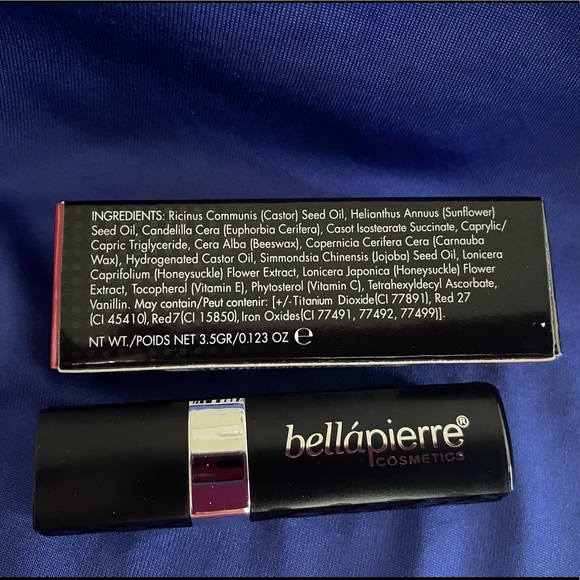 INGREDIENTS: Ricinus Communis (Castor) Seed Oil, Helianthus Annuus (Sunflower)
Seed Oil, Candelilla Cera (Euphorbia Cerifera), Casot Isostearate Succinate, Caprylic/
Capric Triglyceride, Cera Alba (Beeswax), Copernicia Cerifera Cera (Carnauba
Wax), Hydrogenated Castor Oil, Simmondsia Chinensis (Jojoba) Seed Oil, Lonicera
Caprifolium (Honeysuckle) Flower Extract, Lonicera Japonica (Honeysuckle) Flower
Extract, Tocopherol (Vitamin E), Phytosterol (Vitamin C), Tetrahexyldecyl Ascorbate,
Vanillin. May contain/Peut contenir: [+/-Titanium Dioxide(CI 77891), Red 27
(CI 45410), Red7(CI 15850), Iron Oxides(CI 77491, 77492, 77499)].
NT WT./POIDS NET 3.5GR/0.123 OZ ℮
bellápierre®
COSMETICS